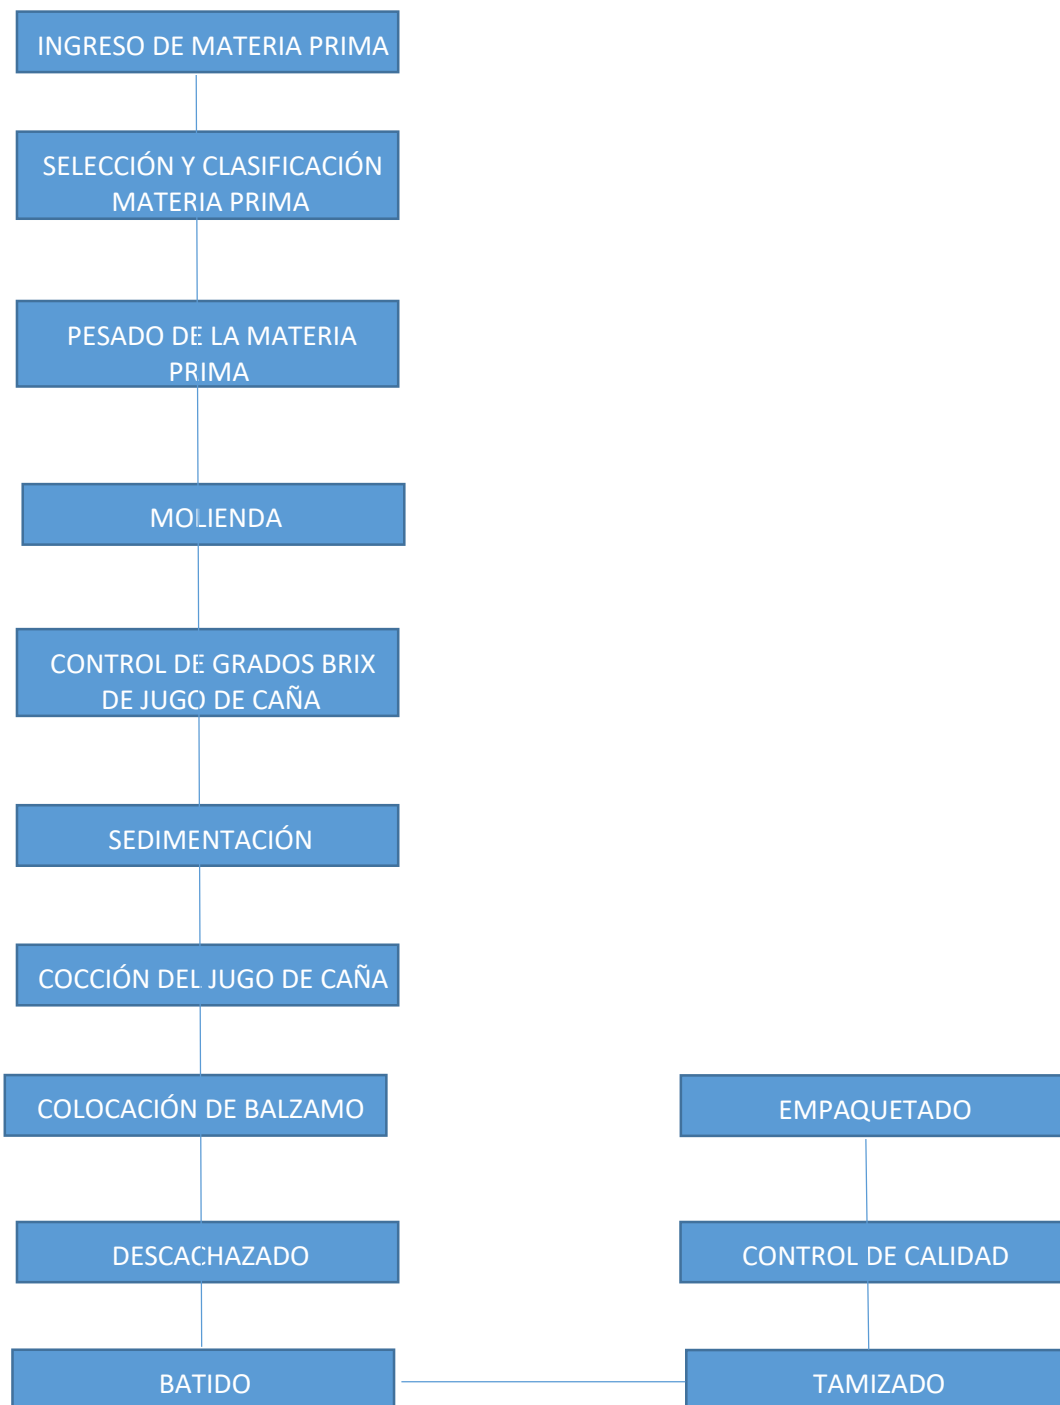 INGRESO DE MATERIA PRIMA
SELECCIÓN Y CLASIFICACIÓN
MATERIA PRIMA
PESADO DE LA MATERIA
PRIMA
MOLIENDA
CONTROL DE GRADOS BRIX
DE JUGO DE CAÑA
SEDIMENTACIÓN
COCCIÓN DEL JUGO DE CAÑA
COLOCACIÓN DE BALZAMO
DESCACHAZADO
BATIDO
TAMIZADO
CONTROL DE CALIDAD
EMPAQUETADO